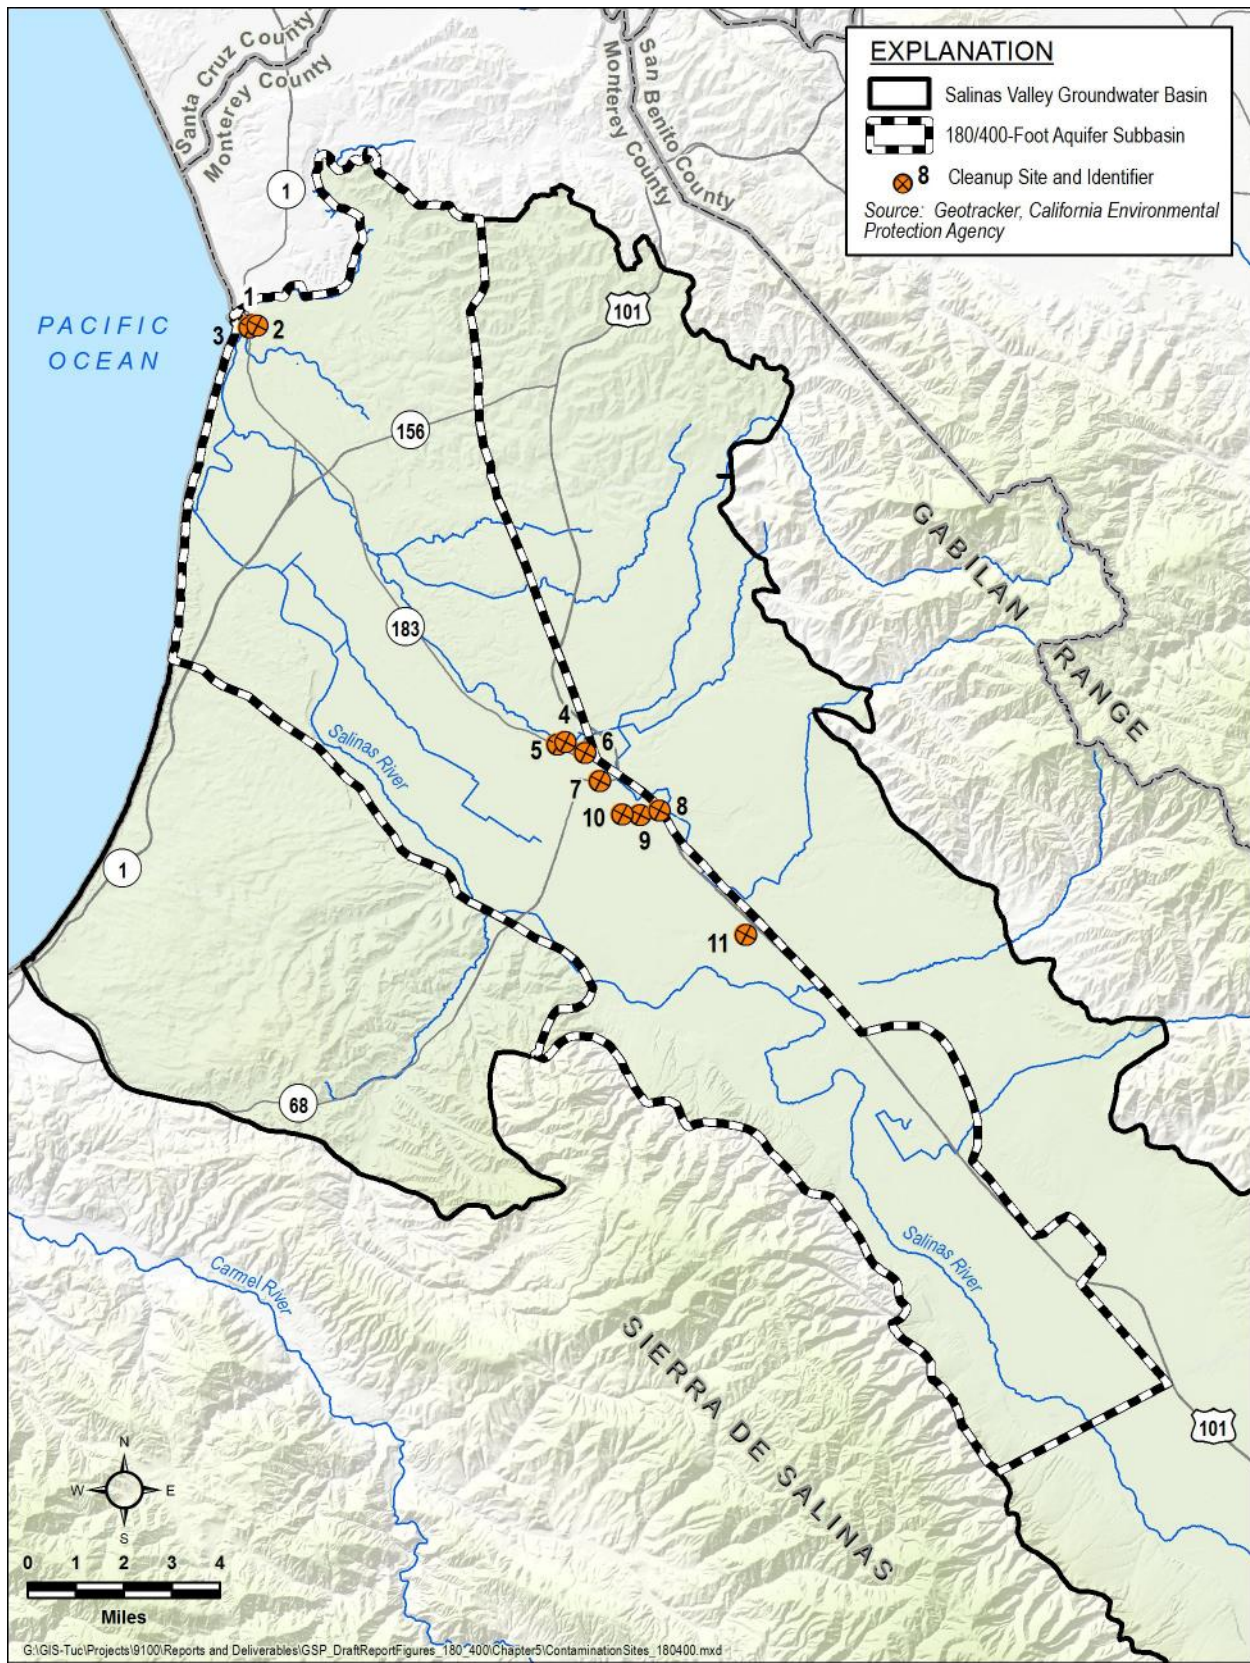 Santa Cruz County
Monterey County
San Benito County
Monterey County
EXPLANATION
Salinas Valley Groundwater Basin
180/400-Foot Aquifer Subbasin
8 Cleanup Site and Identifier
Source: Geotracker, California Environmental
Protection Agency
1
101
1
PACIFIC
OCEAN
3
2
156
GABILAN
RANGE
183
4
5
6
7
Salinas River
10
8
9
1
11
68
Salinas River
Carmel River
SIERRA DE SALINAS
101
N
W
E
S
0 1 2 3 4
Miles
G:\GIS-Tuc\Projects\9100\Reports and Deliverables\GSP_DraftReportFigures_180_400\Chapter5\ContaminationSites_180400.mxd